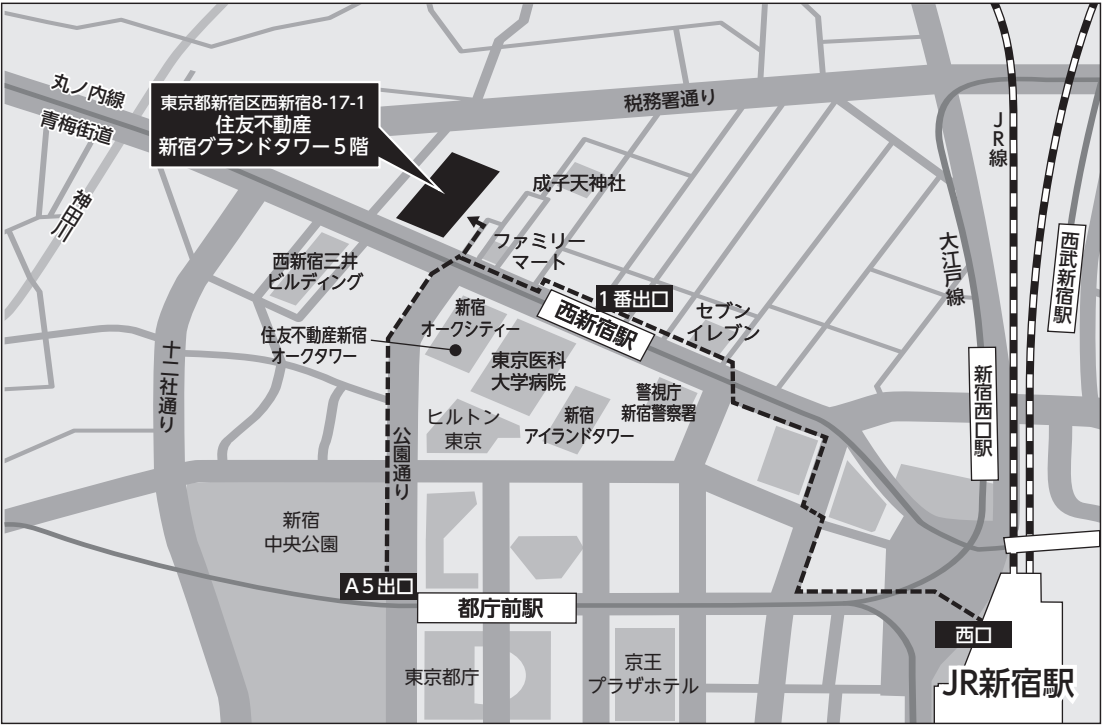 丸ノ内線
青梅街道
東京都新宿区西新宿8-17-1
住友不動産
新宿グランドタワー5階
税務署通り
JR線
神田川
成子天神社
ファミリー
マート
大江戸線
西武新宿駅
西新宿三井
ビルディング
1番出口
セブン
イレブン
新宿
オークシティー
西新宿駅
住友不動産新宿
オークタワー
東京医科
大学病院
十二社通り
警視庁
新宿警察署
新宿西口駅
ヒルトン
東京
新宿
アイランドタワー
公園通り
新宿
中央公園
A5出口
都庁前駅
西口
東京都庁
京王
プラザホテル
JR新宿駅